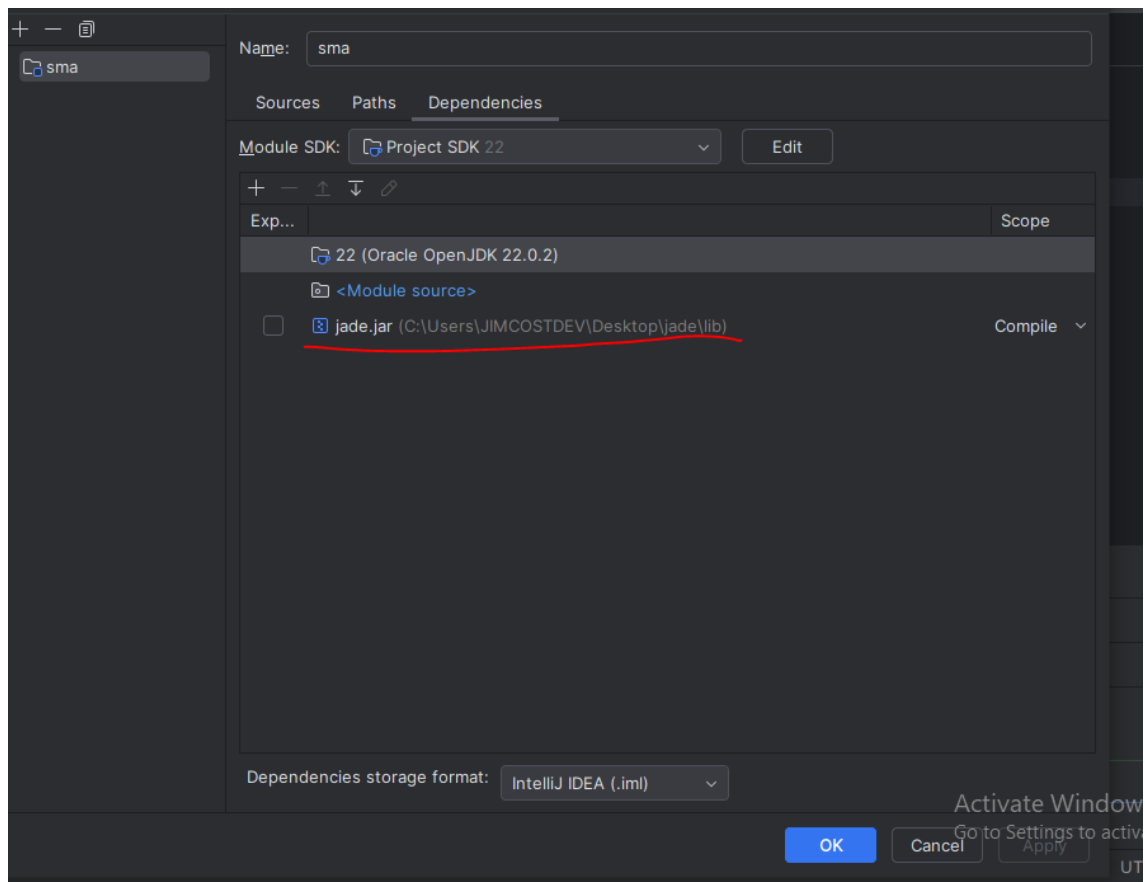 sma
Name: sma
Sources Paths Dependencies
Module SDK: Project SDK 22 Edit
Exp... Scope
22 (Oracle OpenJDK 22.0.2)
<Module source>
jade.jar (C:\Users\JIMCOSTDEV\Desktop\jade\lib) Compile
Dependencies storage format: IntelliJ IDEA (.iml)
Activate Window
Go to Settings to activa
OK Cancel Apply
UT